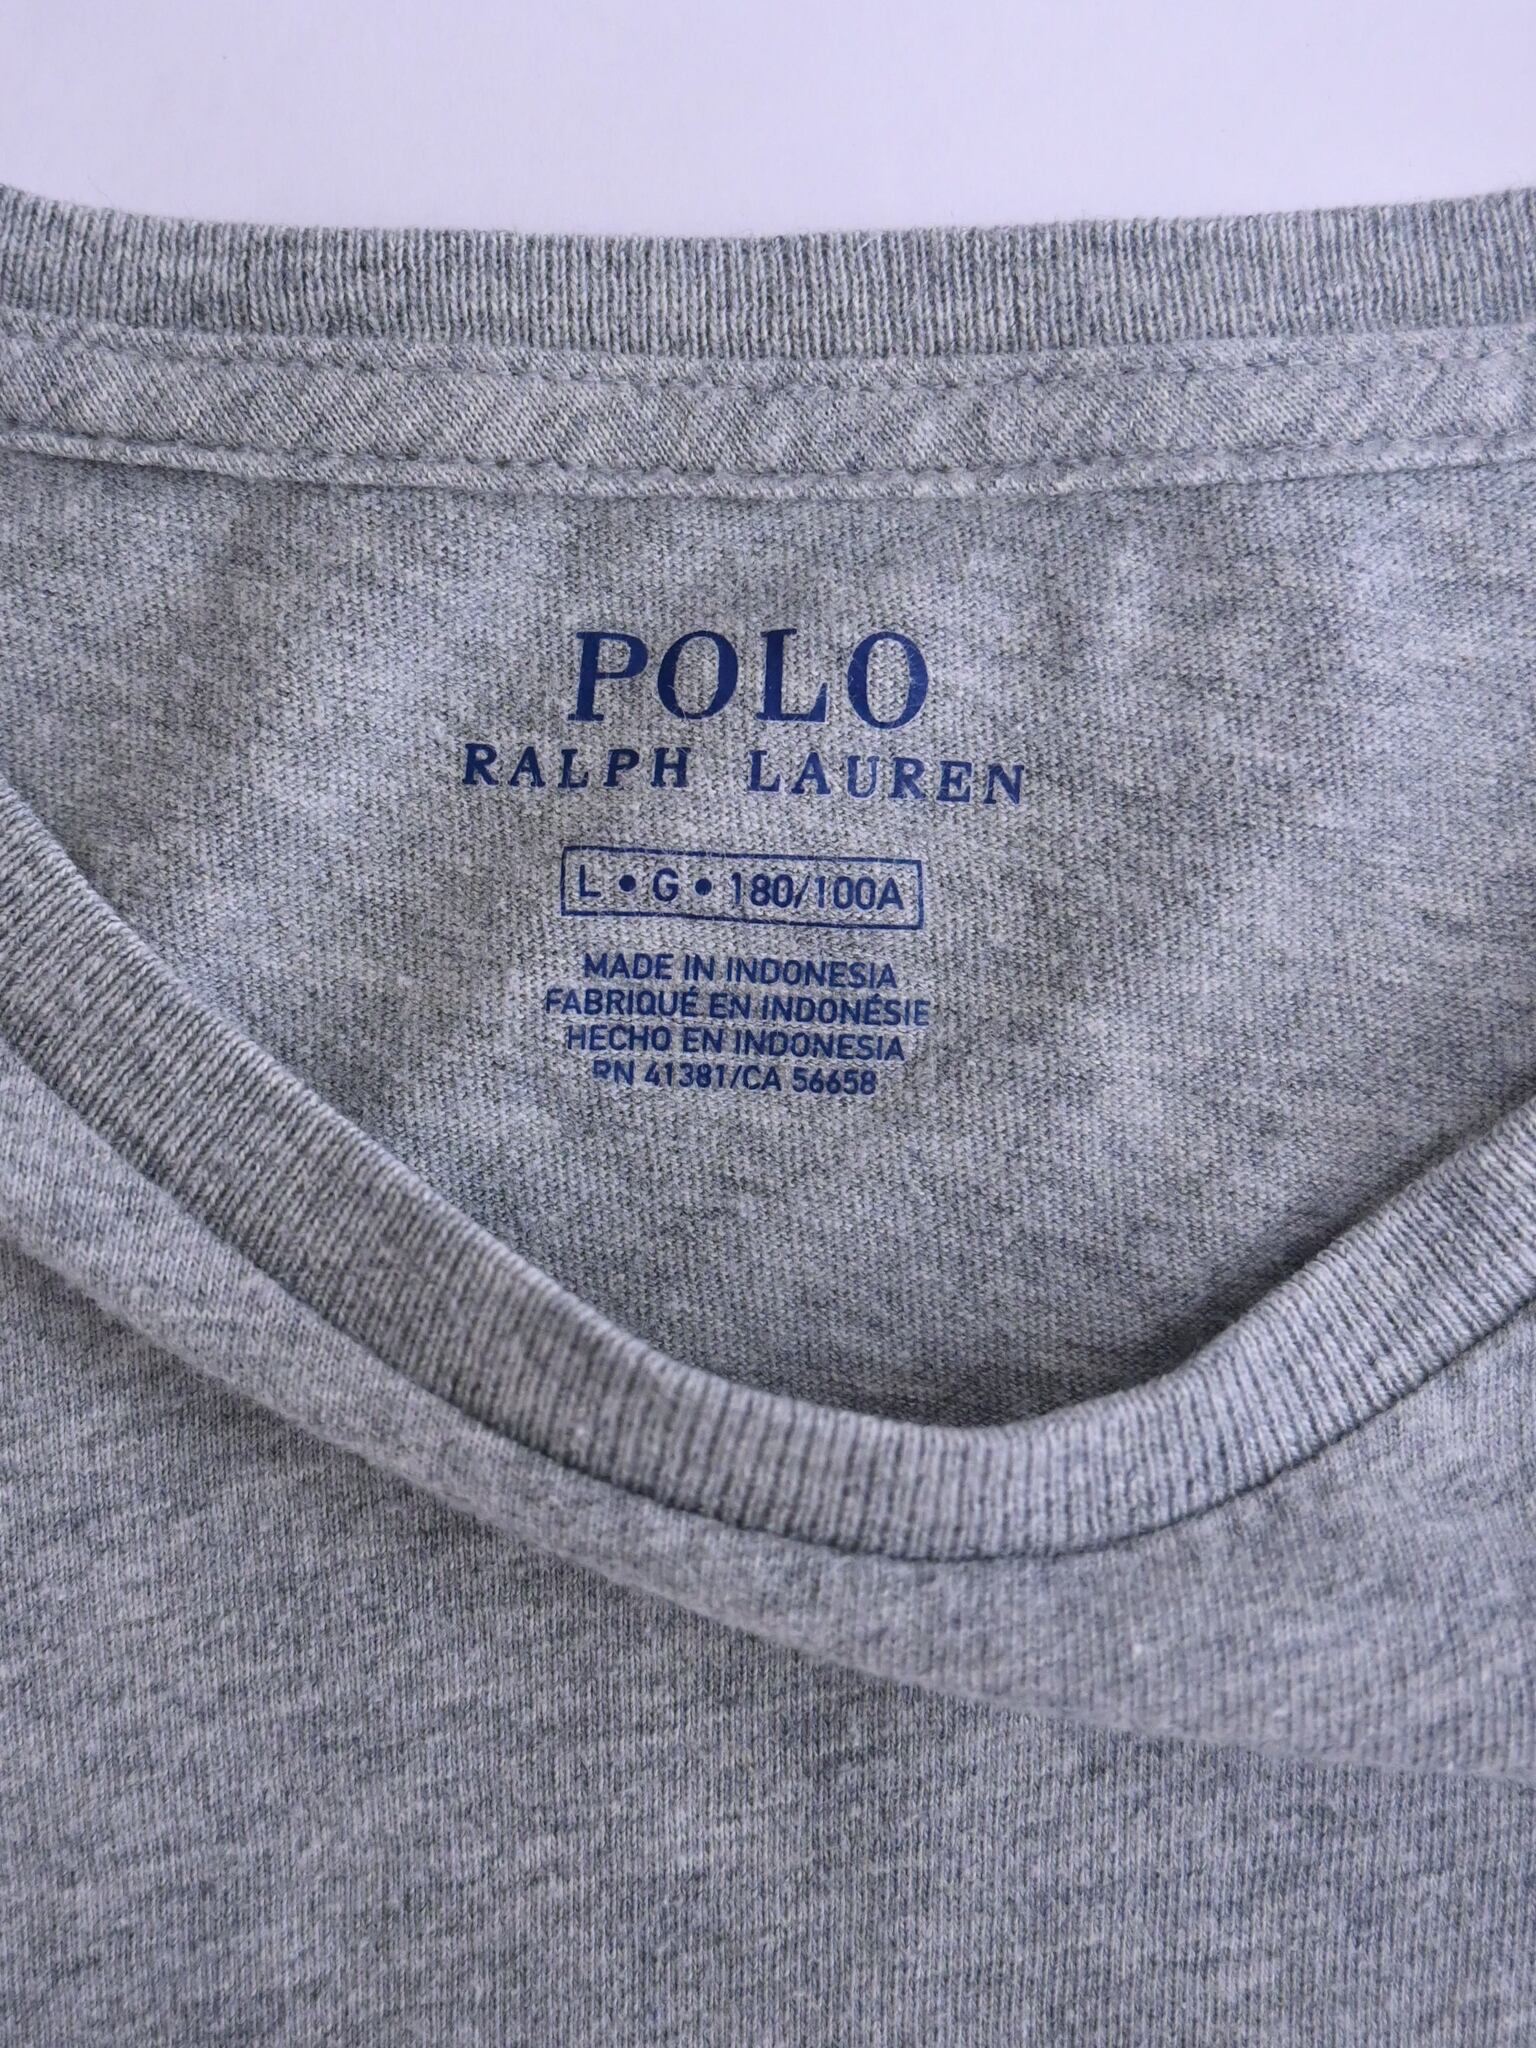 POLO
RALPH LAUREN
L • G • 180/100A
MADE IN INDONESIA
FABRIQUÉ EN INDONÉSIE
HECHO EN INDONESIA
RN 41381/CA 56658